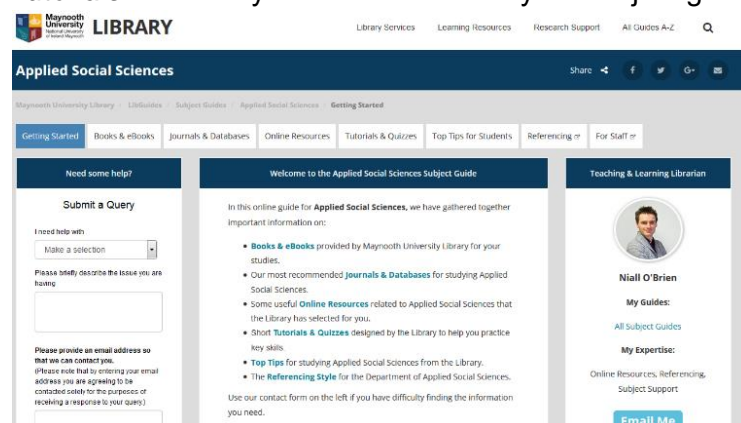 Maynooth
University
National University
of Ireland Maynooth
LIBRARY
Library Services
Learning Resources
Research Support
All Guides A-Z
Applied Social Sciences
Share
Maynooth University Library
LibGuides
Subject Guides
Applied Social Sciences
Getting Started
Getting Started
Books & eBooks
Journals & Databases
Online Resources
Tutorials & Quizzes
Top Tips for Students
Referencing
For Staff
Need some help?
Submit a Query
I need help with
Make a selection
Please briefly describe the issue you are
having
Please provide an email address so
that we can contact you.
(Please note that by entering your email
address you are agreeing to be
contacted solely for the purposes of
receiving a response to your query.)
Welcome to the Applied Social Sciences Subject Guide
In this online guide for Applied Social Sciences, we have gathered together
important information on:
Books & eBooks provided by Maynooth University Library for your
studies.
Our most recommended Journals & Databases for studying Applied
Social Sciences.
Some useful Online Resources related to Applied Social Sciences that
the Library has selected for you.
Short Tutorials & Quizzes designed by the Library to help you practice
key skills
Top Tips for studying Applied Social Sciences from the Library.
The Referencing Style for the Department of Applied Social Sciences.
Use our contact form on the left if you have difficulty finding the information
you need.
Teaching & Learning Librarian
Niall O'Brien
My Guides:
All Subject Guides
My Expertise:
Online Resources, Referencing,
Subject Support
Email Me